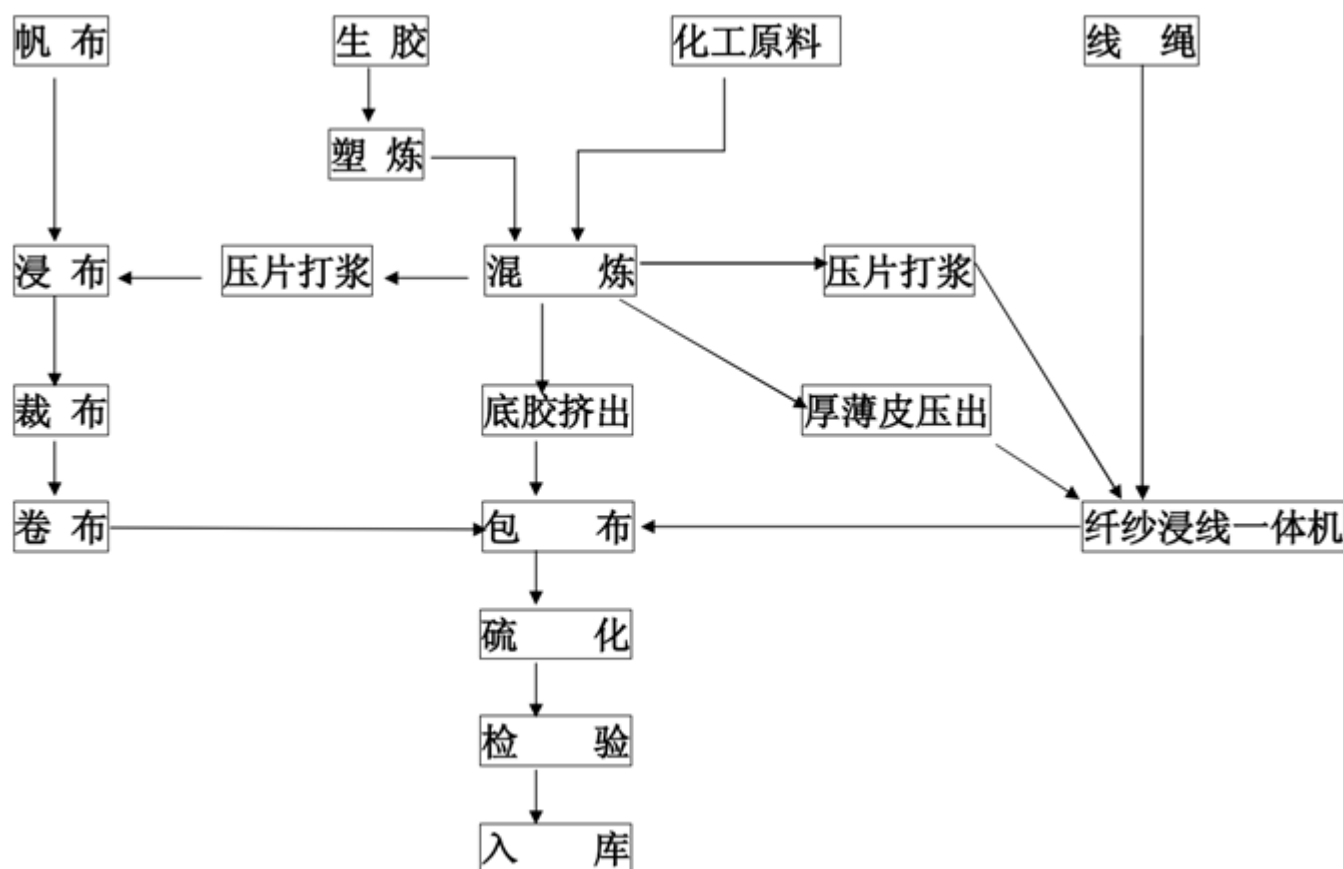 帆 布
生 胶
化工原料
线 绳
塑 炼
浸 布
压片打浆
混 炼
压片打浆
裁 布
底胶挤出
厚薄皮压出
卷 布
包 布
纤纱浸线一体机
硫 化
检 验
入 库